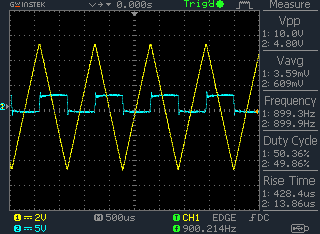 GWINSTEK 0.000s Trig'd Measure
Vpp
1: 10.0V
2: 4.80V
Vavg
1: 3.59mV
2: 609mV
Frequency
1: 899.3Hz
2: 899.9Hz
Duty Cycle
1: 50.36%
2: 49.86%
Rise Time
1: 428.4us
2: 13.86us
1 2V M 500us T CH1 EDGE DC
2 5V f 900.214Hz